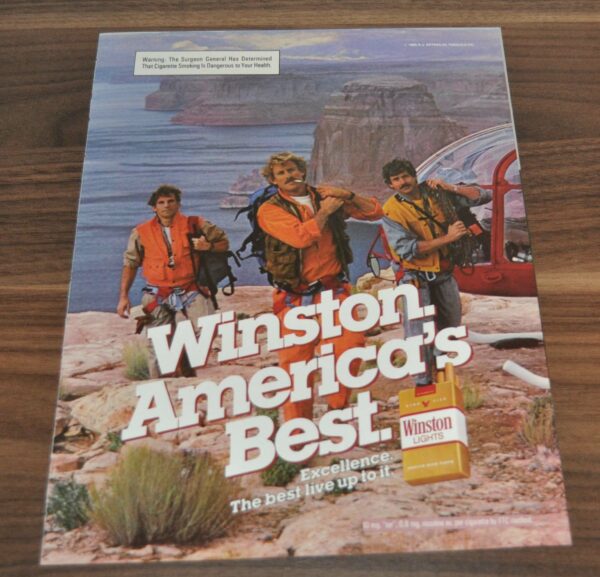 Warning: The Surgeon General Has Determined
That Cigarette Smoking Is Dangerous to Your Health.
Winston.
America's
Best.
Excellence.
The best live up to it.
Winston
LIGHTS